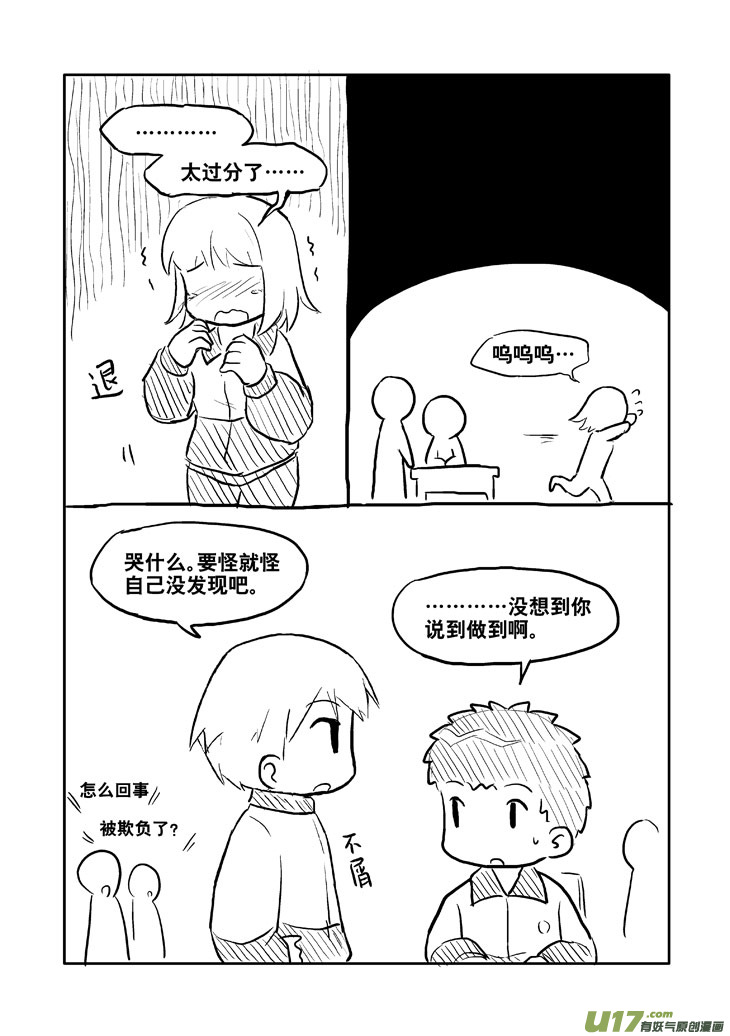 …………
太过分了……
退
呜呜呜…
哭什么。要怪就怪
自己没发现吧。
…………没想到你
说到做到啊。
怎么回事
被欺负了?
不屑
U17.com
有妖气原创漫画